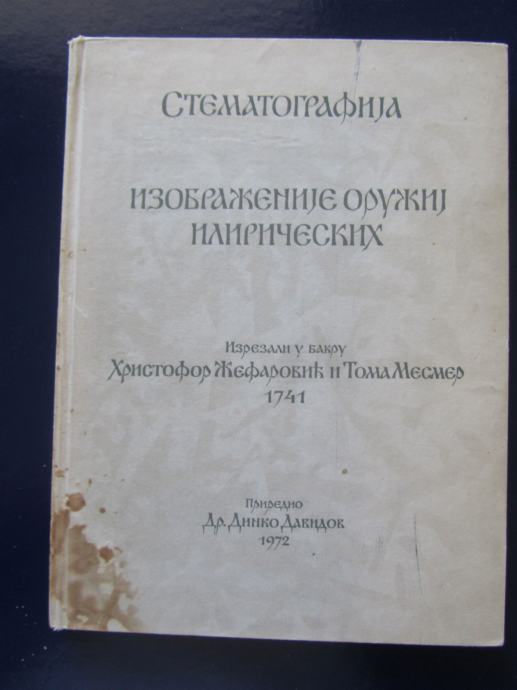 Стематографија
изображеније оружиј
илирических
Изрезали у бакру
Христофор Жефаровић и Тома Месмер
1741
Приредио
Др. Динко Давидов
1972